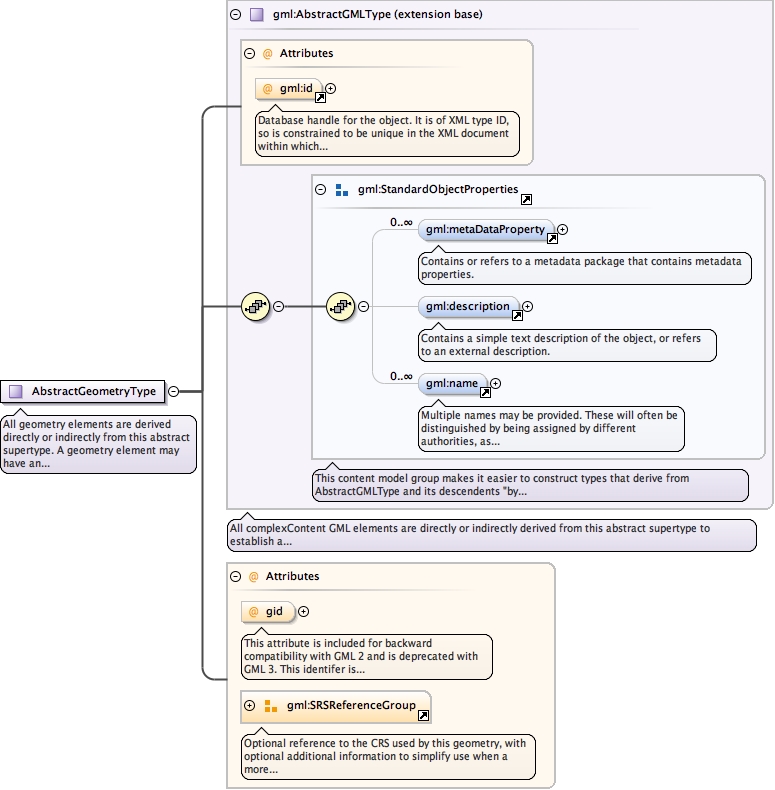 gml:AbstractGMLType (extension base)
@ Attributes
@ gml:id
Database handle for the object. It is of XML type ID,
so is constrained to be unique in the XML document
within which...
gml:StandardObjectProperties
0..∞
gml:metaDataProperty
Contains or refers to a metadata package that contains metadata
properties.
gml:description
Contains a simple text description of the object, or refers
to an external description.
0..∞
gml:name
Multiple names may be provided. These will often be
distinguished by being assigned by different
authorities, as...
This content model group makes it easier to construct types that derive from
AbstractGMLType and its descendents "by...
AbstractGeometryType
All geometry elements are derived
directly or indirectly from this abstract
supertype. A geometry element may
have an...
All complexContent GML elements are directly or indirectly derived from this abstract supertype to
establish a...
@ Attributes
@ gid
This attribute is included for backward
compatibility with GML 2 and is deprecated with
GML 3. This identifer is...
gml:SRSReferenceGroup
Optional reference to the CRS used by this geometry, with
optional additional information to simplify use when a
more...